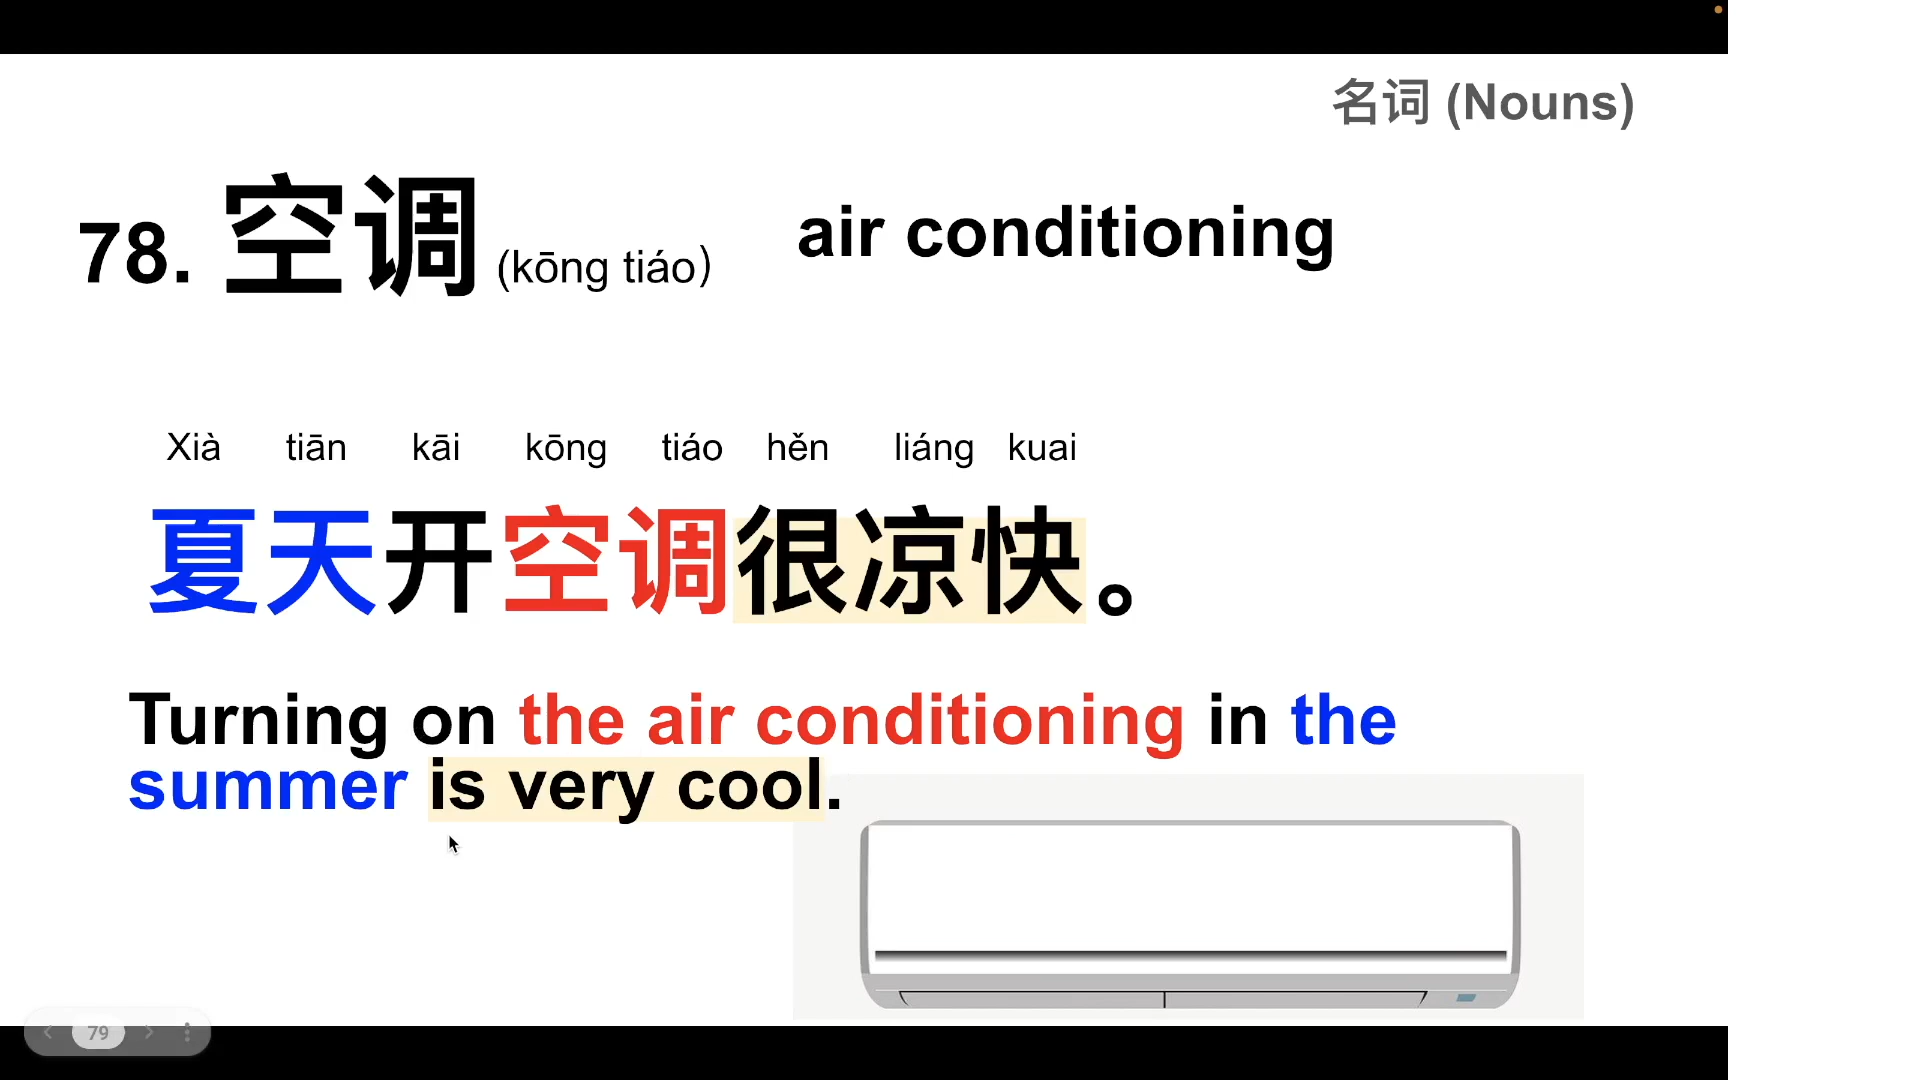 名词 (Nouns)
78. 空调 (kōng tiáo) air conditioning
Xià tiān kāi kōng tiáo hěn liáng kuai
夏天开空调很凉快。
Turning on the air conditioning in the
summer is very cool.
79